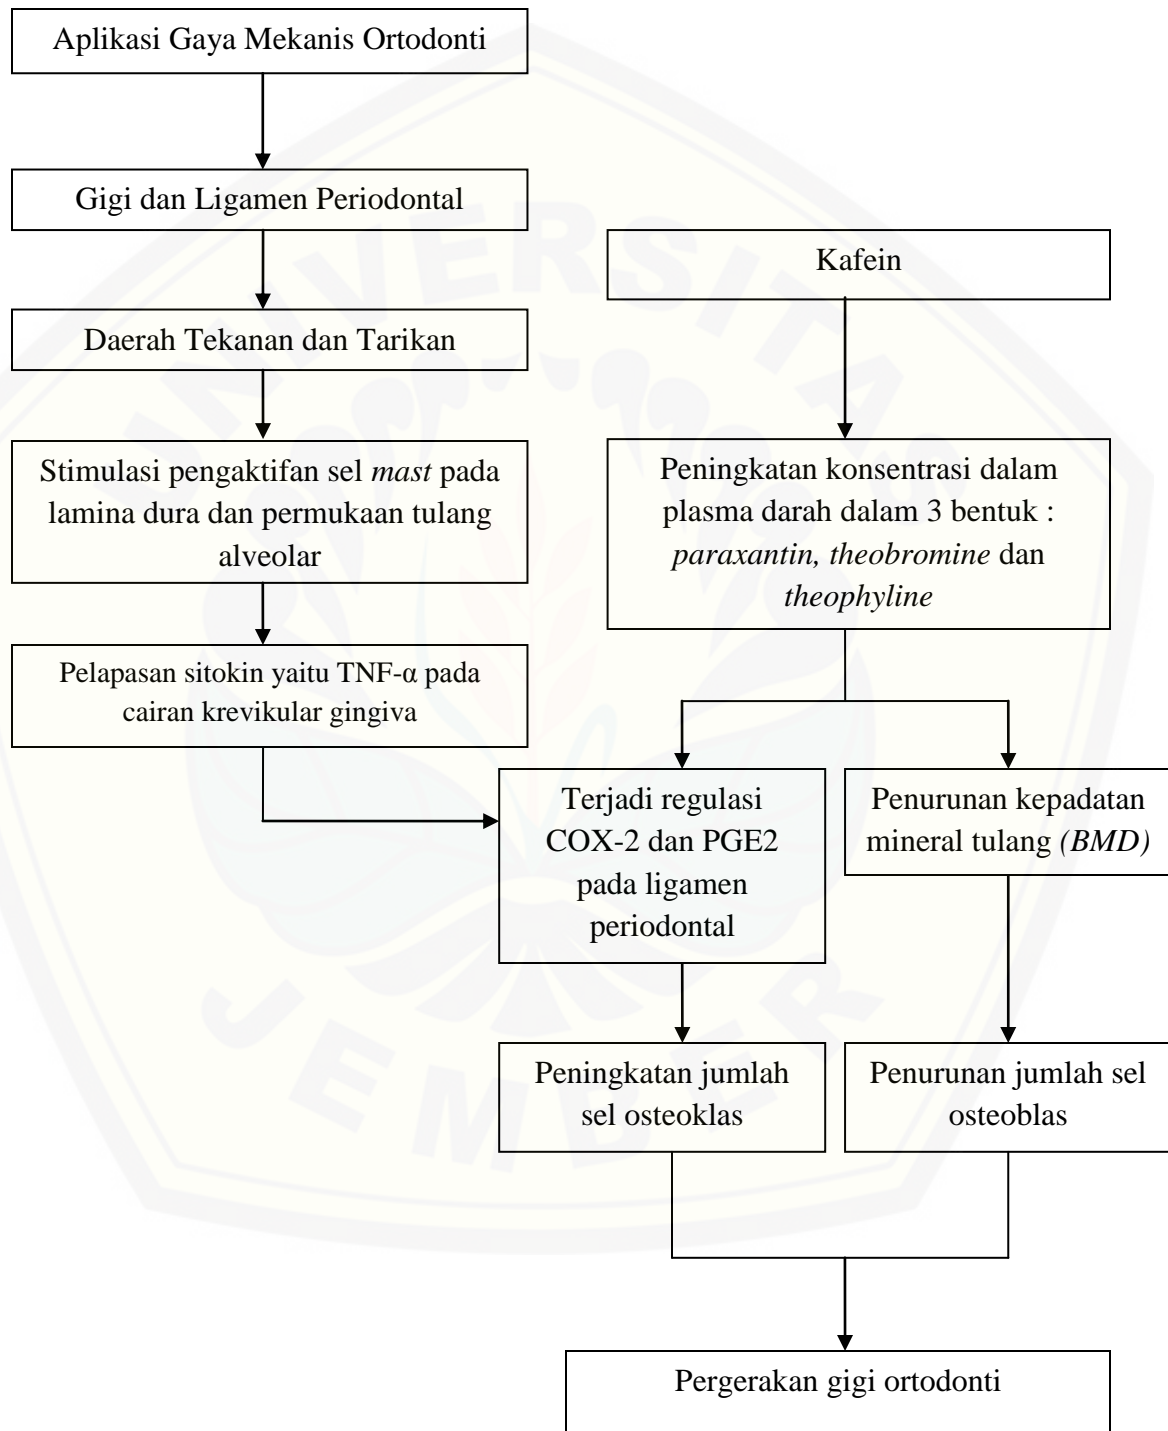 Aplikasi Gaya Mekanis Ortodonti
Gigi dan Ligamen Periodontal
Daerah Tekanan dan Tarikan
Stimulasi pengaktifan sel mast pada
lamina dura dan permukaan tulang
alveolar
Pelapasan sitokin yaitu TNF-α pada
cairan krevikular gingiva
Kafein
Peningkatan konsentrasi dalam
plasma darah dalam 3 bentuk :
paraxantin, theobromine dan
theophyline
Terjadi regulasi
COX-2 dan PGE2
pada ligamen
periodontal
Penurunan kepadatan
mineral tulang (BMD)
Peningkatan jumlah
sel osteoklas
Penurunan jumlah sel
osteoblas
Pergerakan gigi ortodonti
UNIVERSITAS
JEMBER